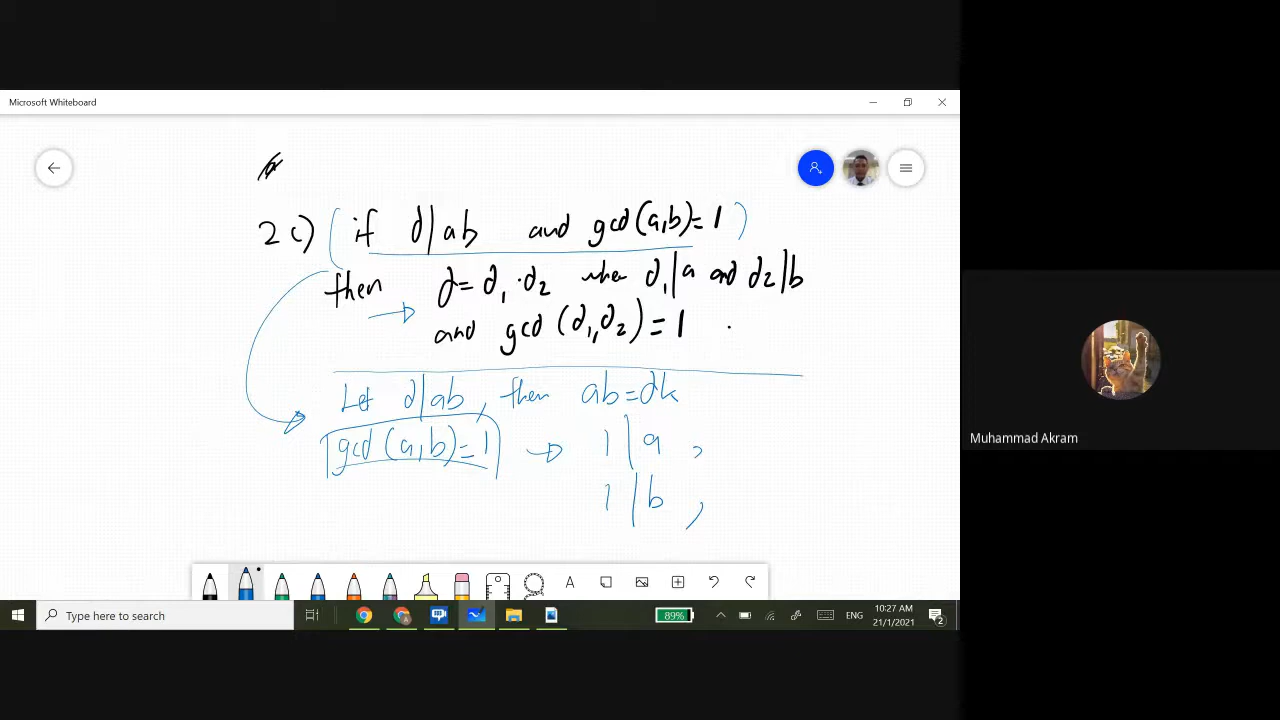 Microsoft Whiteboard
2c) if d|ab and gcd(a,b)=1
then d=d₁·d₂ when d₁|a and d₂|b
and gcd(d₁,d₂)=1
Let d|ab, then ab=dk
gcd(a,b)=1 → 1|a,
1|b,
Muhammad Akram
A
Type here to search
89%
ENG
10:27 AM
21/1/2021
2